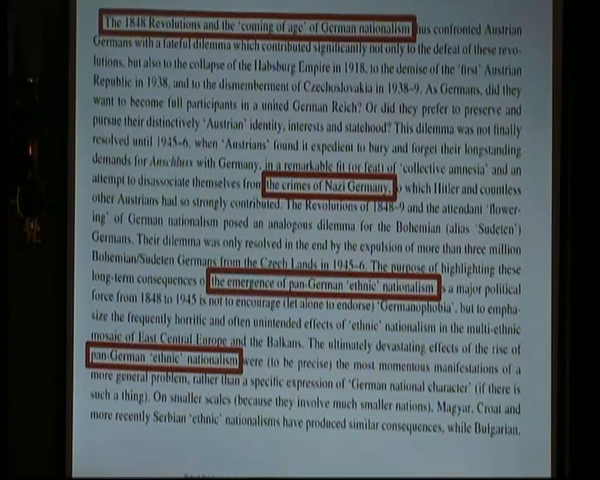 The 1848 Revolutions and the 'coming of age' of German nationalism thus confronted Austrian
Germans with a fateful dilemma which contributed significantly not only to the defeat of these revo-
lutions, but also to the collapse of the Habsburg Empire in 1918, to the demise of the 'first' Austrian
Republic in 1938, and to the dismemberment of Czechoslovakia in 1938–9. As Germans, did they
want to become full participants in a united German Reich? Or did they prefer to preserve and
pursue their distinctively 'Austrian' identity, interests and statehood? This dilemma was not finally
resolved until 1945–6, when 'Austrians' found it expedient to bury and forget their longstanding
demands for Anschluss with Germany, in a remarkable fit (or feat) of 'collective amnesia' and an
attempt to disassociate themselves from the crimes of Nazi Germany, to which Hitler and countless
other Austrians had so strongly contributed. The Revolutions of 1848–9 and the attendant 'flower-
ing' of German nationalism posed an analogous dilemma for the Bohemian (alias 'Sudeten')
Germans. Their dilemma was only resolved in the end by the expulsion of more than three million
Bohemian/Sudeten Germans from the Czech Lands in 1945–6. The purpose of highlighting these
long-term consequences of the emergence of pan-German 'ethnic' nationalism as a major political
force from 1848 to 1945 is not to encourage (let alone to endorse) 'Germanophobia', but to empha-
size the frequently horrific and often unintended effects of 'ethnic' nationalism in the multi-ethnic
mosaic of East Central Europe and the Balkans. The ultimately devastating effects of the rise of
pan-German 'ethnic' nationalism were (to be precise) the most momentous manifestations of a
more general problem, rather than a specific expression of 'German national character' (if there is
such a thing). On smaller scales (because they involve much smaller nations), Magyar, Croat and
more recently Serbian 'ethnic' nationalisms have produced similar consequences, while Bulgarian,